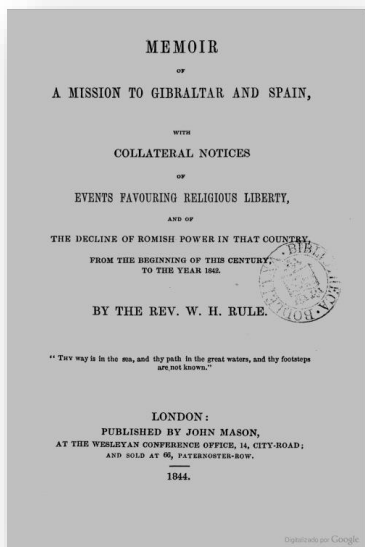 MEMOIR
OF
A MISSION TO GIBRALTAR AND SPAIN,
WITH
COLLATERAL NOTICES
OF
EVENTS FAVOURING RELIGIOUS LIBERTY,
AND OF
THE DECLINE OF ROMISH POWER IN THAT COUNTRY,
FROM THE BEGINNING OF THIS CENTURY,
TO THE YEAR 1842.
BIBLIOTHECA BODLEIANA
BY THE REV. W. H. RULE.
"THY way is in the sea, and thy path in the great waters, and thy footsteps
are not known."
LONDON:
PUBLISHED BY JOHN MASON,
AT THE WESLEYAN CONFERENCE OFFICE, 14, CITY-ROAD;
AND SOLD AT 66, PATERNOSTER-ROW.
1844.
Digitalizado por Google